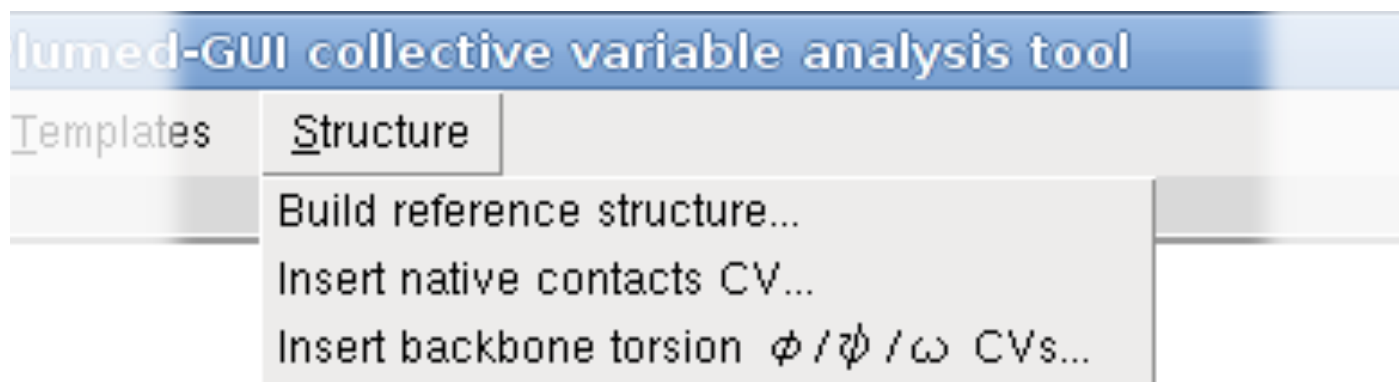 lumed-GUI collective variable analysis tool
Templates Structure
Build reference structure...
Insert native contacts CV...
Insert backbone torsion ϕ / ψ / ω CVs...